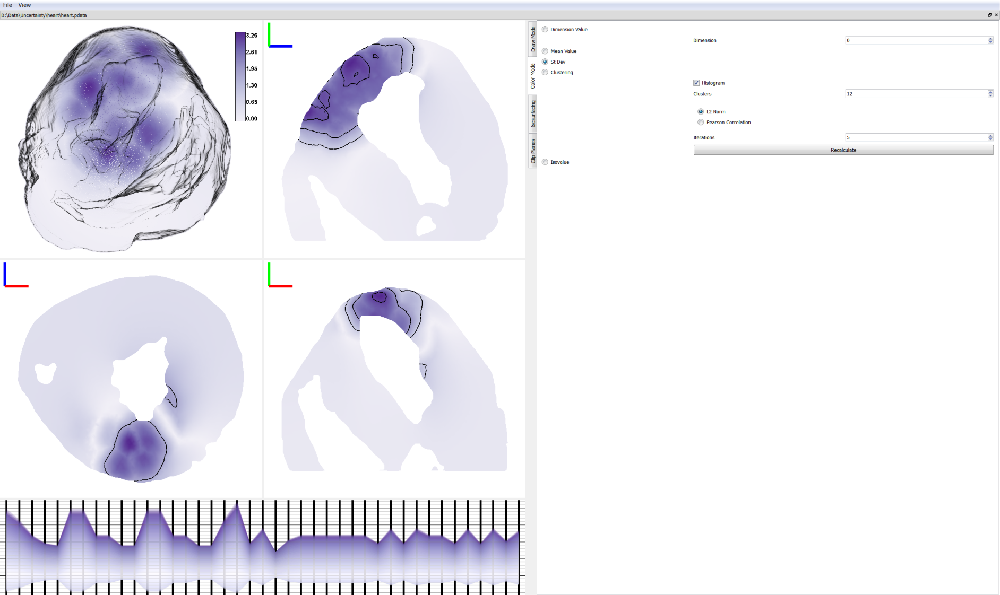 File View
D:\Data\Uncertainty\heart\heart.pdata
3.26
2.61
1.95
1.30
0.65
0.00
Draw Mode
Color Mode
Isosurfacing
Clip Planes
Dimension Value
Dimension 0
Mean Value
St Dev
Clustering
Histogram
Clusters 12
L2 Norm
Pearson Correlation
Iterations 5
Recalculate
Isovalue